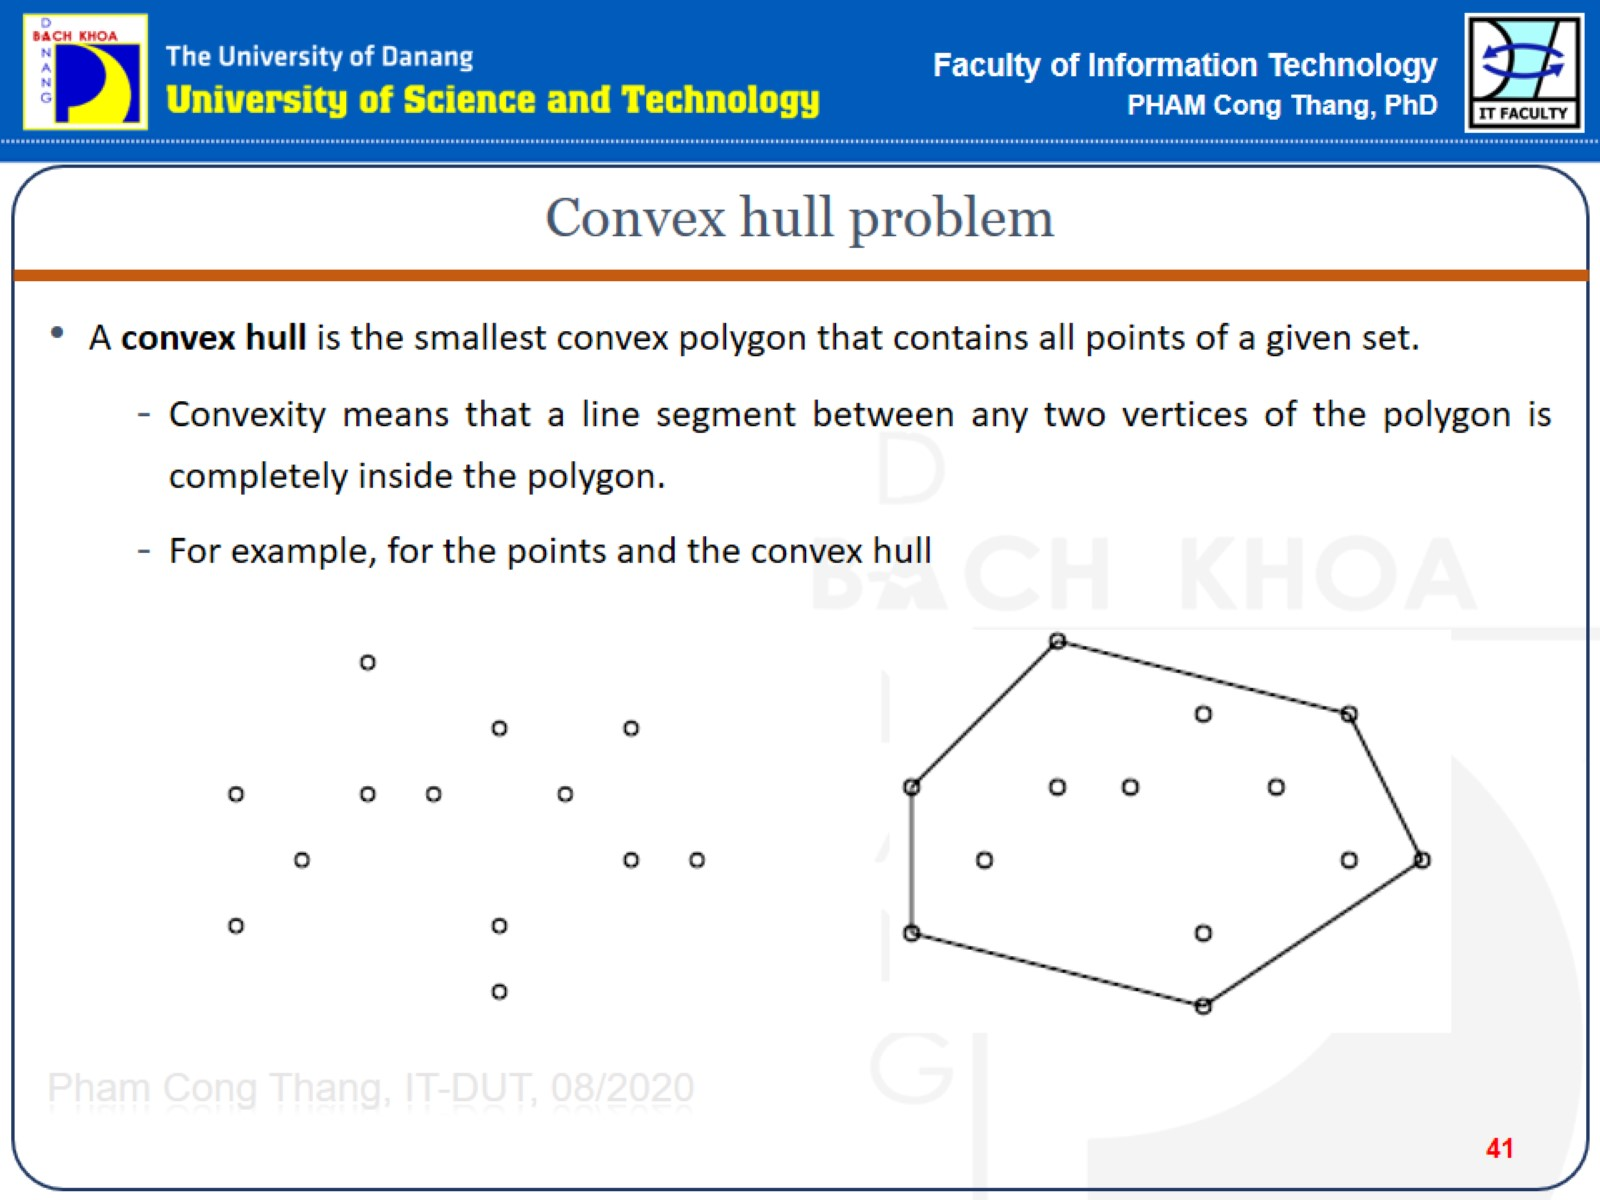 D
BACH KHOA
N
A
N
G
The University of Danang
University of Science and Technology
Faculty of Information Technology
PHAM Cong Thang, PhD
IT FACULTY
Convex hull problem
• A convex hull is the smallest convex polygon that contains all points of a given set.
- Convexity means that a line segment between any two vertices of the polygon is
completely inside the polygon.
- For example, for the points and the convex hull
D
BACH KHOA
G
Pham Cong Thang, IT-DUT, 08/2020
41